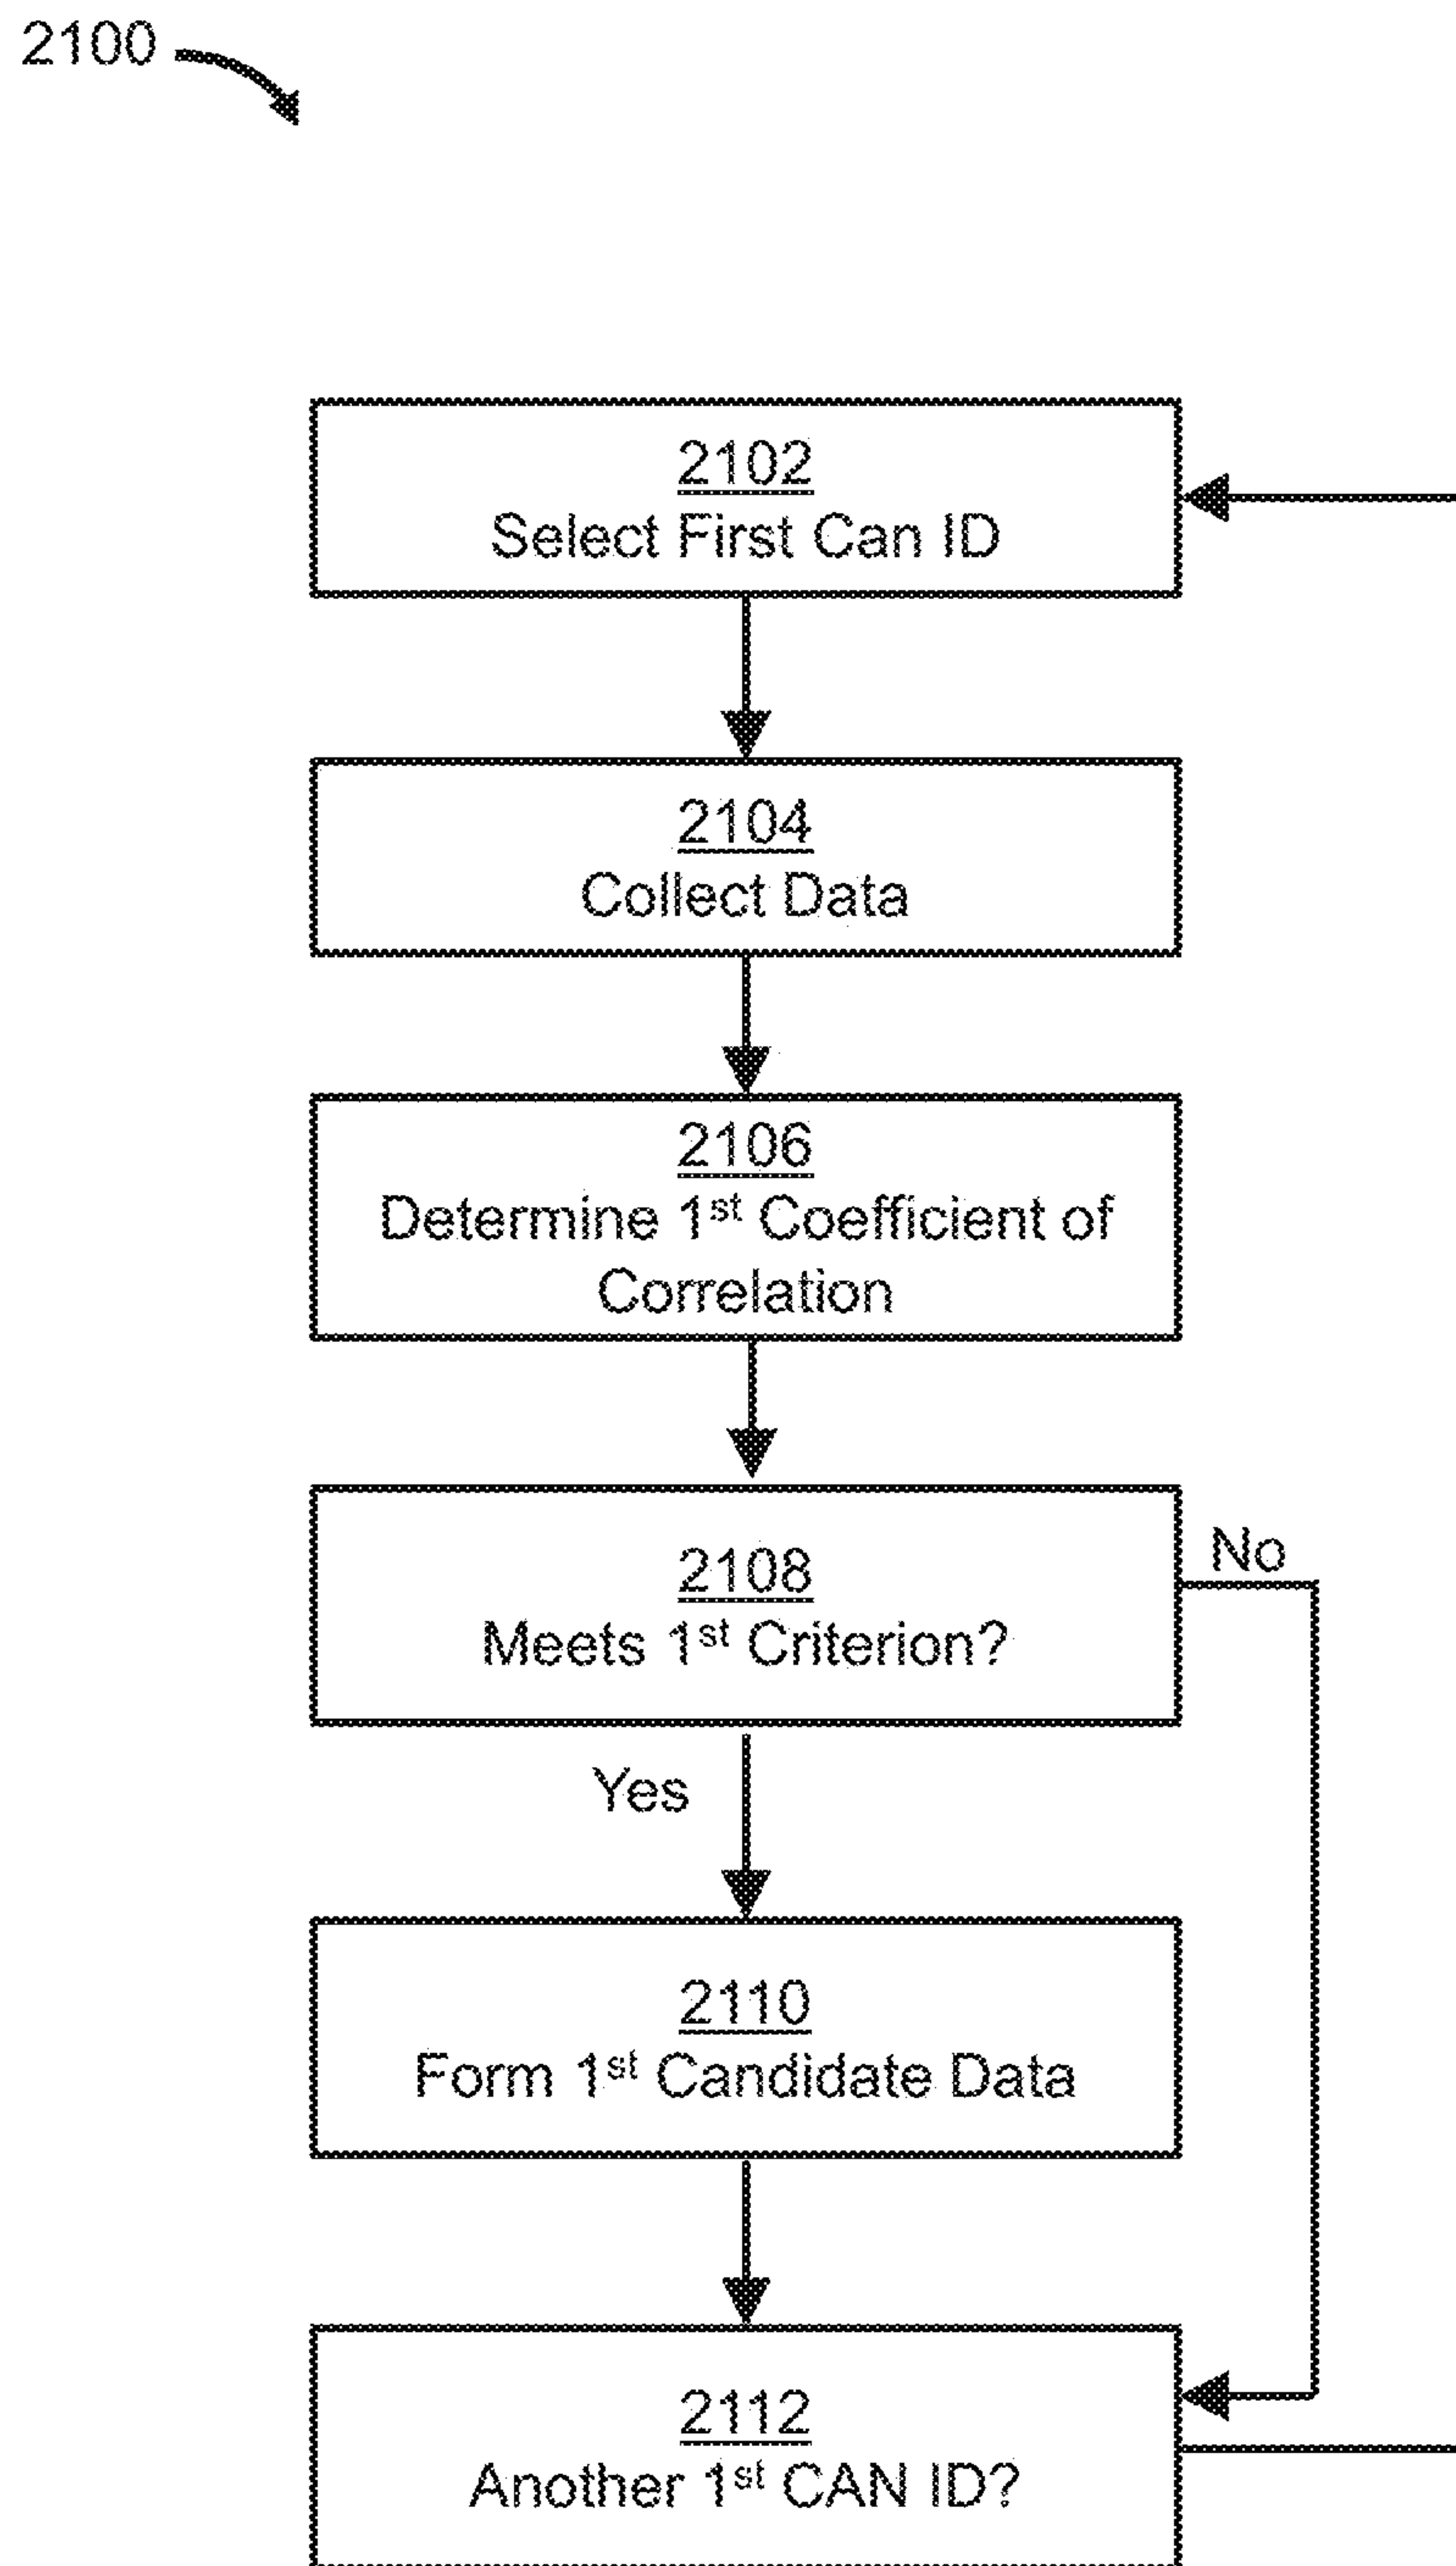 2100
2102
Select First Can ID
2104
Collect Data
2106
Determine 1st Coefficient of
Correlation
2108
Meets 1st Criterion?
No
Yes
2110
Form 1st Candidate Data
2112
Another 1st CAN ID?